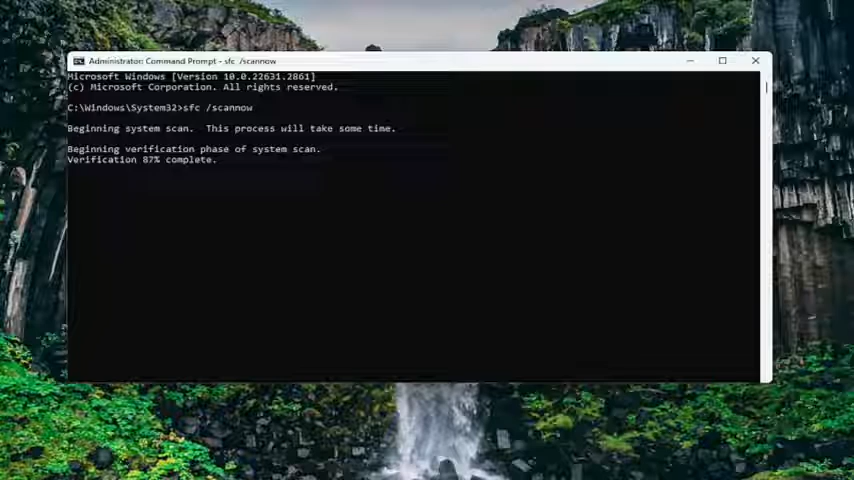 Administrator: Command Prompt - sfc /scannow
Microsoft Windows [Version 10.0.22631.2861]
(c) Microsoft Corporation. All rights reserved.
C:\Windows\System32>sfc /scannow
Beginning system scan.  This process will take some time.
Beginning verification phase of system scan.
Verification 87% complete.